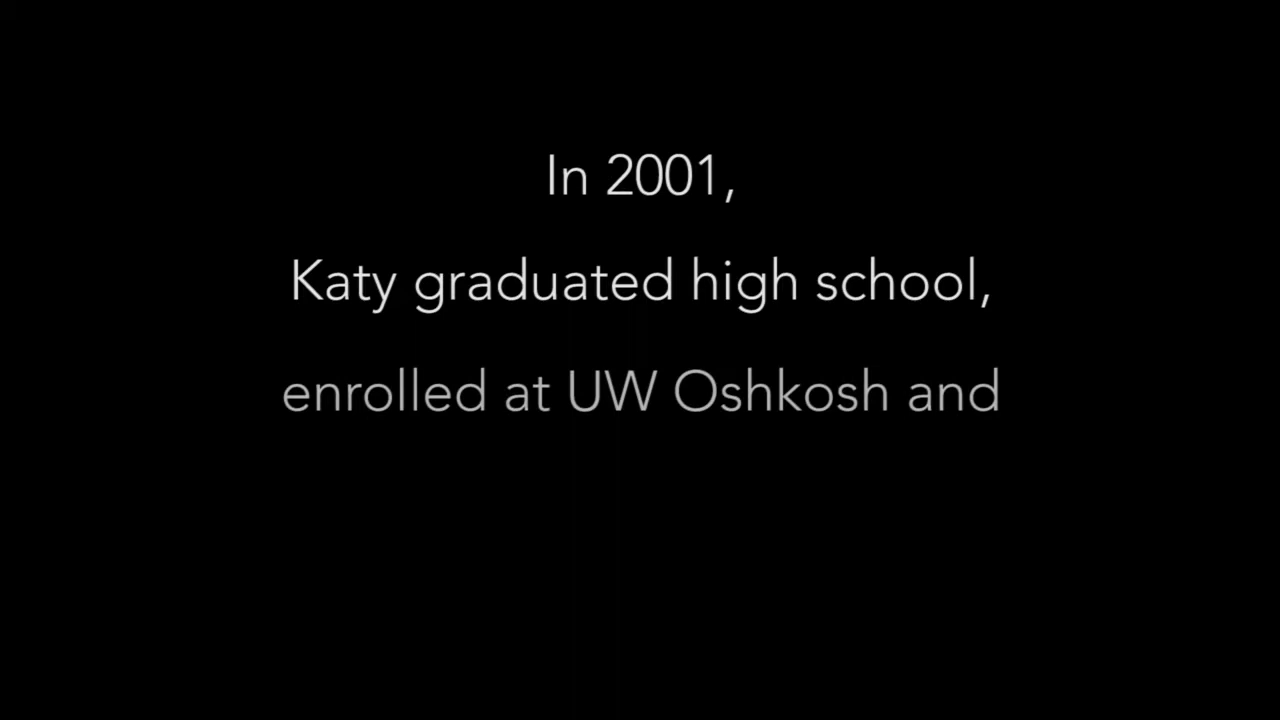 In 2001,
Katy graduated high school,
enrolled at UW Oshkosh and